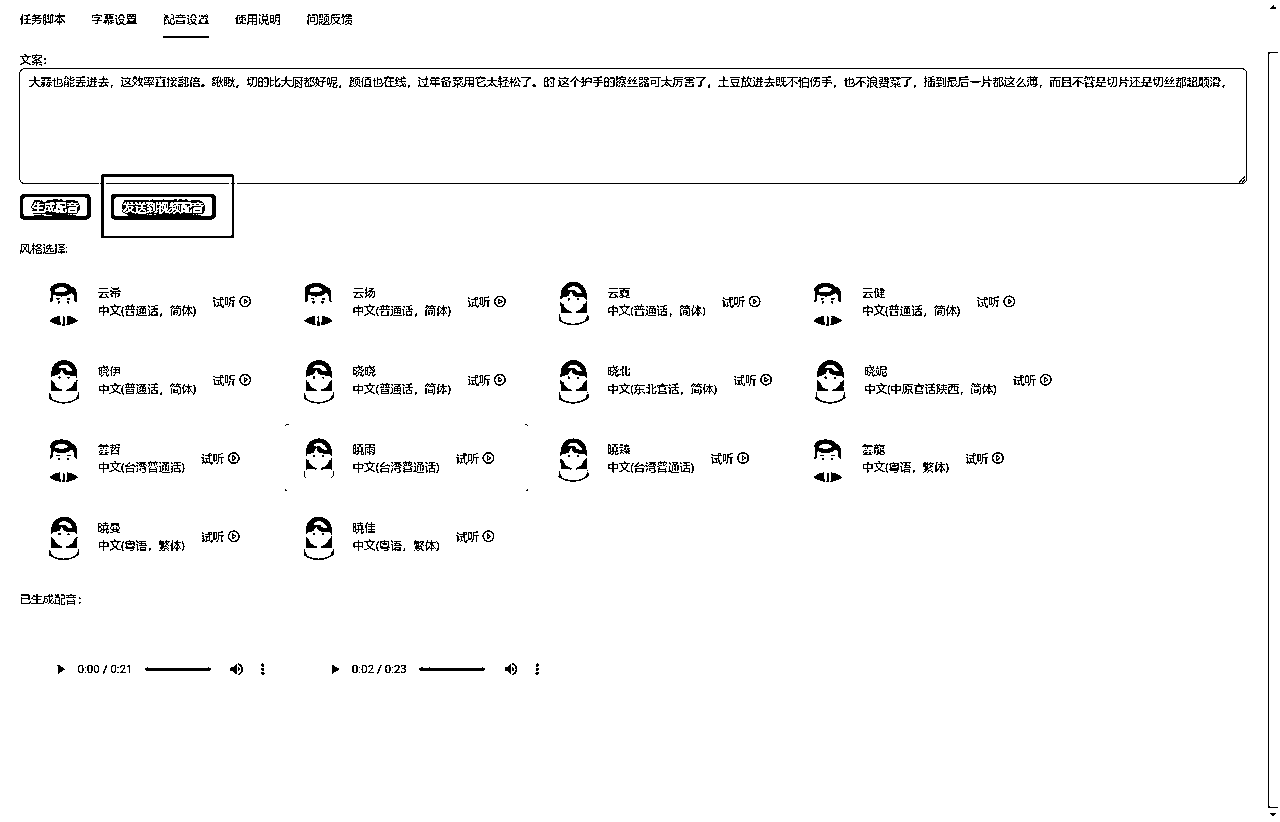 任务脚本 字幕设置 配音设置 使用说明 问题反馈
文案：
大蒜也能丢进去，这效率直接翻倍。瞅瞅，切的比大厨都好呢，颜值也在线，过年备菜用它太轻松了。的 这个护手的擦丝器可太厉害了，土豆放进去既不怕伤手，也不浪费菜了，插到最后一片都这么薄，而且不管是切片还是切丝都超顺滑，
生成配音 发送到视频配音
风格选择:
云希 云扬 云夏 云健
中文(普通话，简体) 试听 中文(普通话，简体) 试听 中文(普通话，简体) 试听 中文(普通话，简体) 试听
晓伊 晓晓 晓北 晓妮
中文(普通话，简体) 试听 中文(普通话，简体) 试听 中文(东北官话，简体) 试听 中文(中原官话陕西，简体) 试听
雲哲 曉雨 曉臻 雲龍
中文(台湾普通话) 试听 中文(台湾普通话) 试听 中文(台湾普通话) 试听 中文(粤语，繁体) 试听
曉曼 曉佳
中文(粤语，繁体) 试听 中文(粤语，繁体) 试听
已生成配音：
0:00 / 0:21 0:02 / 0:23